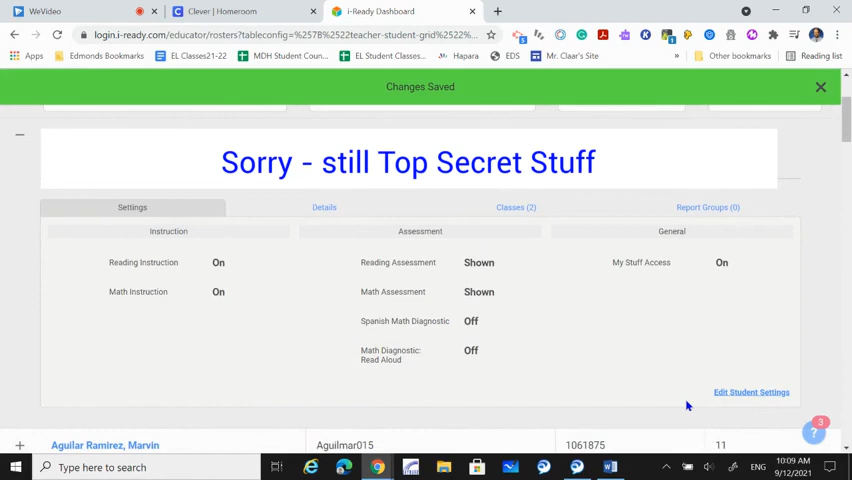 WeVideo
Clever | Homeroom
i-Ready Dashboard
login.i-ready.com/educator/rosters?tableconfig=%257B%2522teacher-student-grid%2522%...
Apps
Edmonds Bookmarks
EL Classes21-22
MDH Student Coun...
EL Student Classes...
Hapara
EDS
Mr. Claar's Site
»
Other bookmarks
Reading list
Changes Saved
Sorry - still Top Secret Stuff
Settings
Details
Classes (2)
Report Groups (0)
Instruction
Assessment
General
Reading Instruction On
Reading Assessment Shown
My Stuff Access On
Math Instruction On
Math Assessment Shown
Spanish Math Diagnostic Off
Math Diagnostic: Off
Read Aloud
Edit Student Settings
3
?
Aguilar Ramirez, Marvin
Aguilmar015
1061875
11
Type here to search
ENG
10:09 AM
9/12/2021